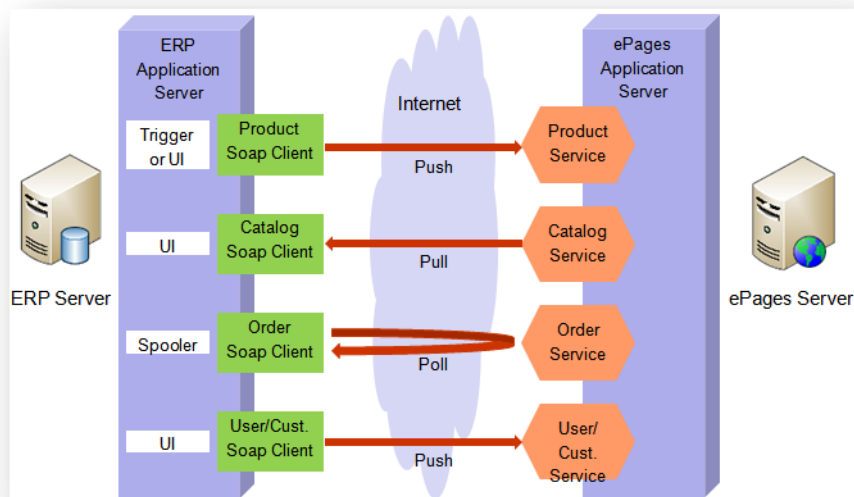 ERP
Application
Server
Internet
ePages
Application
Server
Trigger
or UI
Product
Soap Client
Push
Product
Service
UI
Catalog
Soap Client
Pull
Catalog
Service
ERP Server
ePages Server
Spooler
Order
Soap Client
Poll
Order
Service
UI
User/Cust.
Soap Client
Push
User/
Cust.
Service